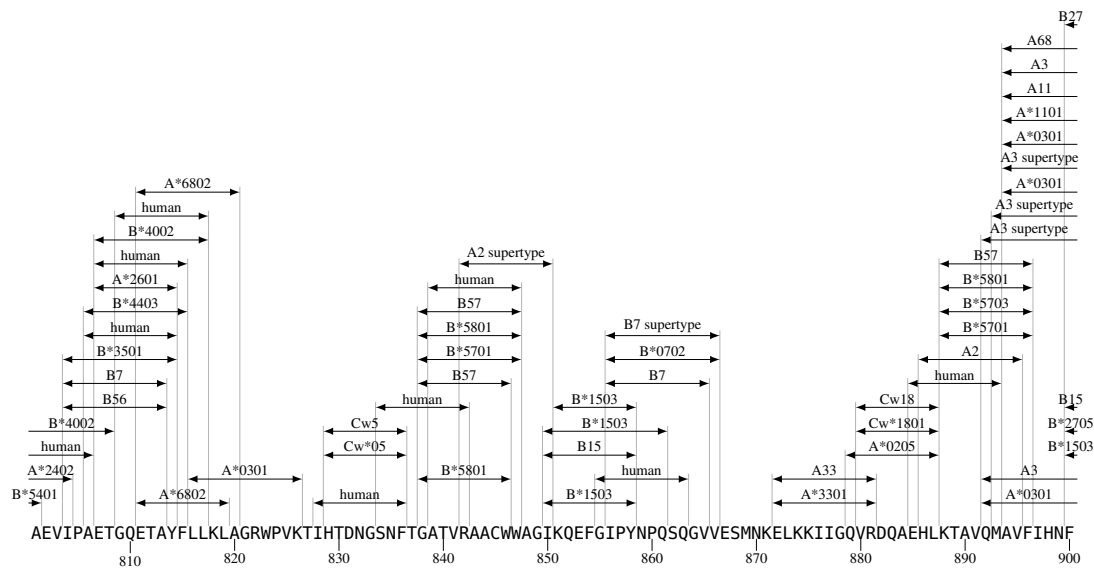 B27
A68
A3
A11
A*1101
A*0301
A3 supertype
A*6802 A*0301
human A3 supertype
B*4002 A3 supertype
human A2 supertype B57
A*2601 human B*5801
B*4403 B57 B*5703
human B*5801 B7 supertype B*5701
B*3501 B*5701 B*0702 A2
B7 B57 B7 human
B56 human B*1503 Cw18 B15
B*4002 Cw5 B*1503 Cw*1801 B*2705
human Cw*05 B15 A*0205 B*1503
A*2402 A*0301 B*5801 human A33 A3
B*5401 A*6802 human B*1503 A*3301 A*0301
AEVIPAETGQETAYFLLKLAGRWPVKTIHTDNGSNFTGATVRAACWWAGIKQEFGIPYNPQSQGVVESMNKELKKIIGQVRDQAEHLKTAVQMAVFIHNF
810 820 830 840 850 860 870 880 890 900